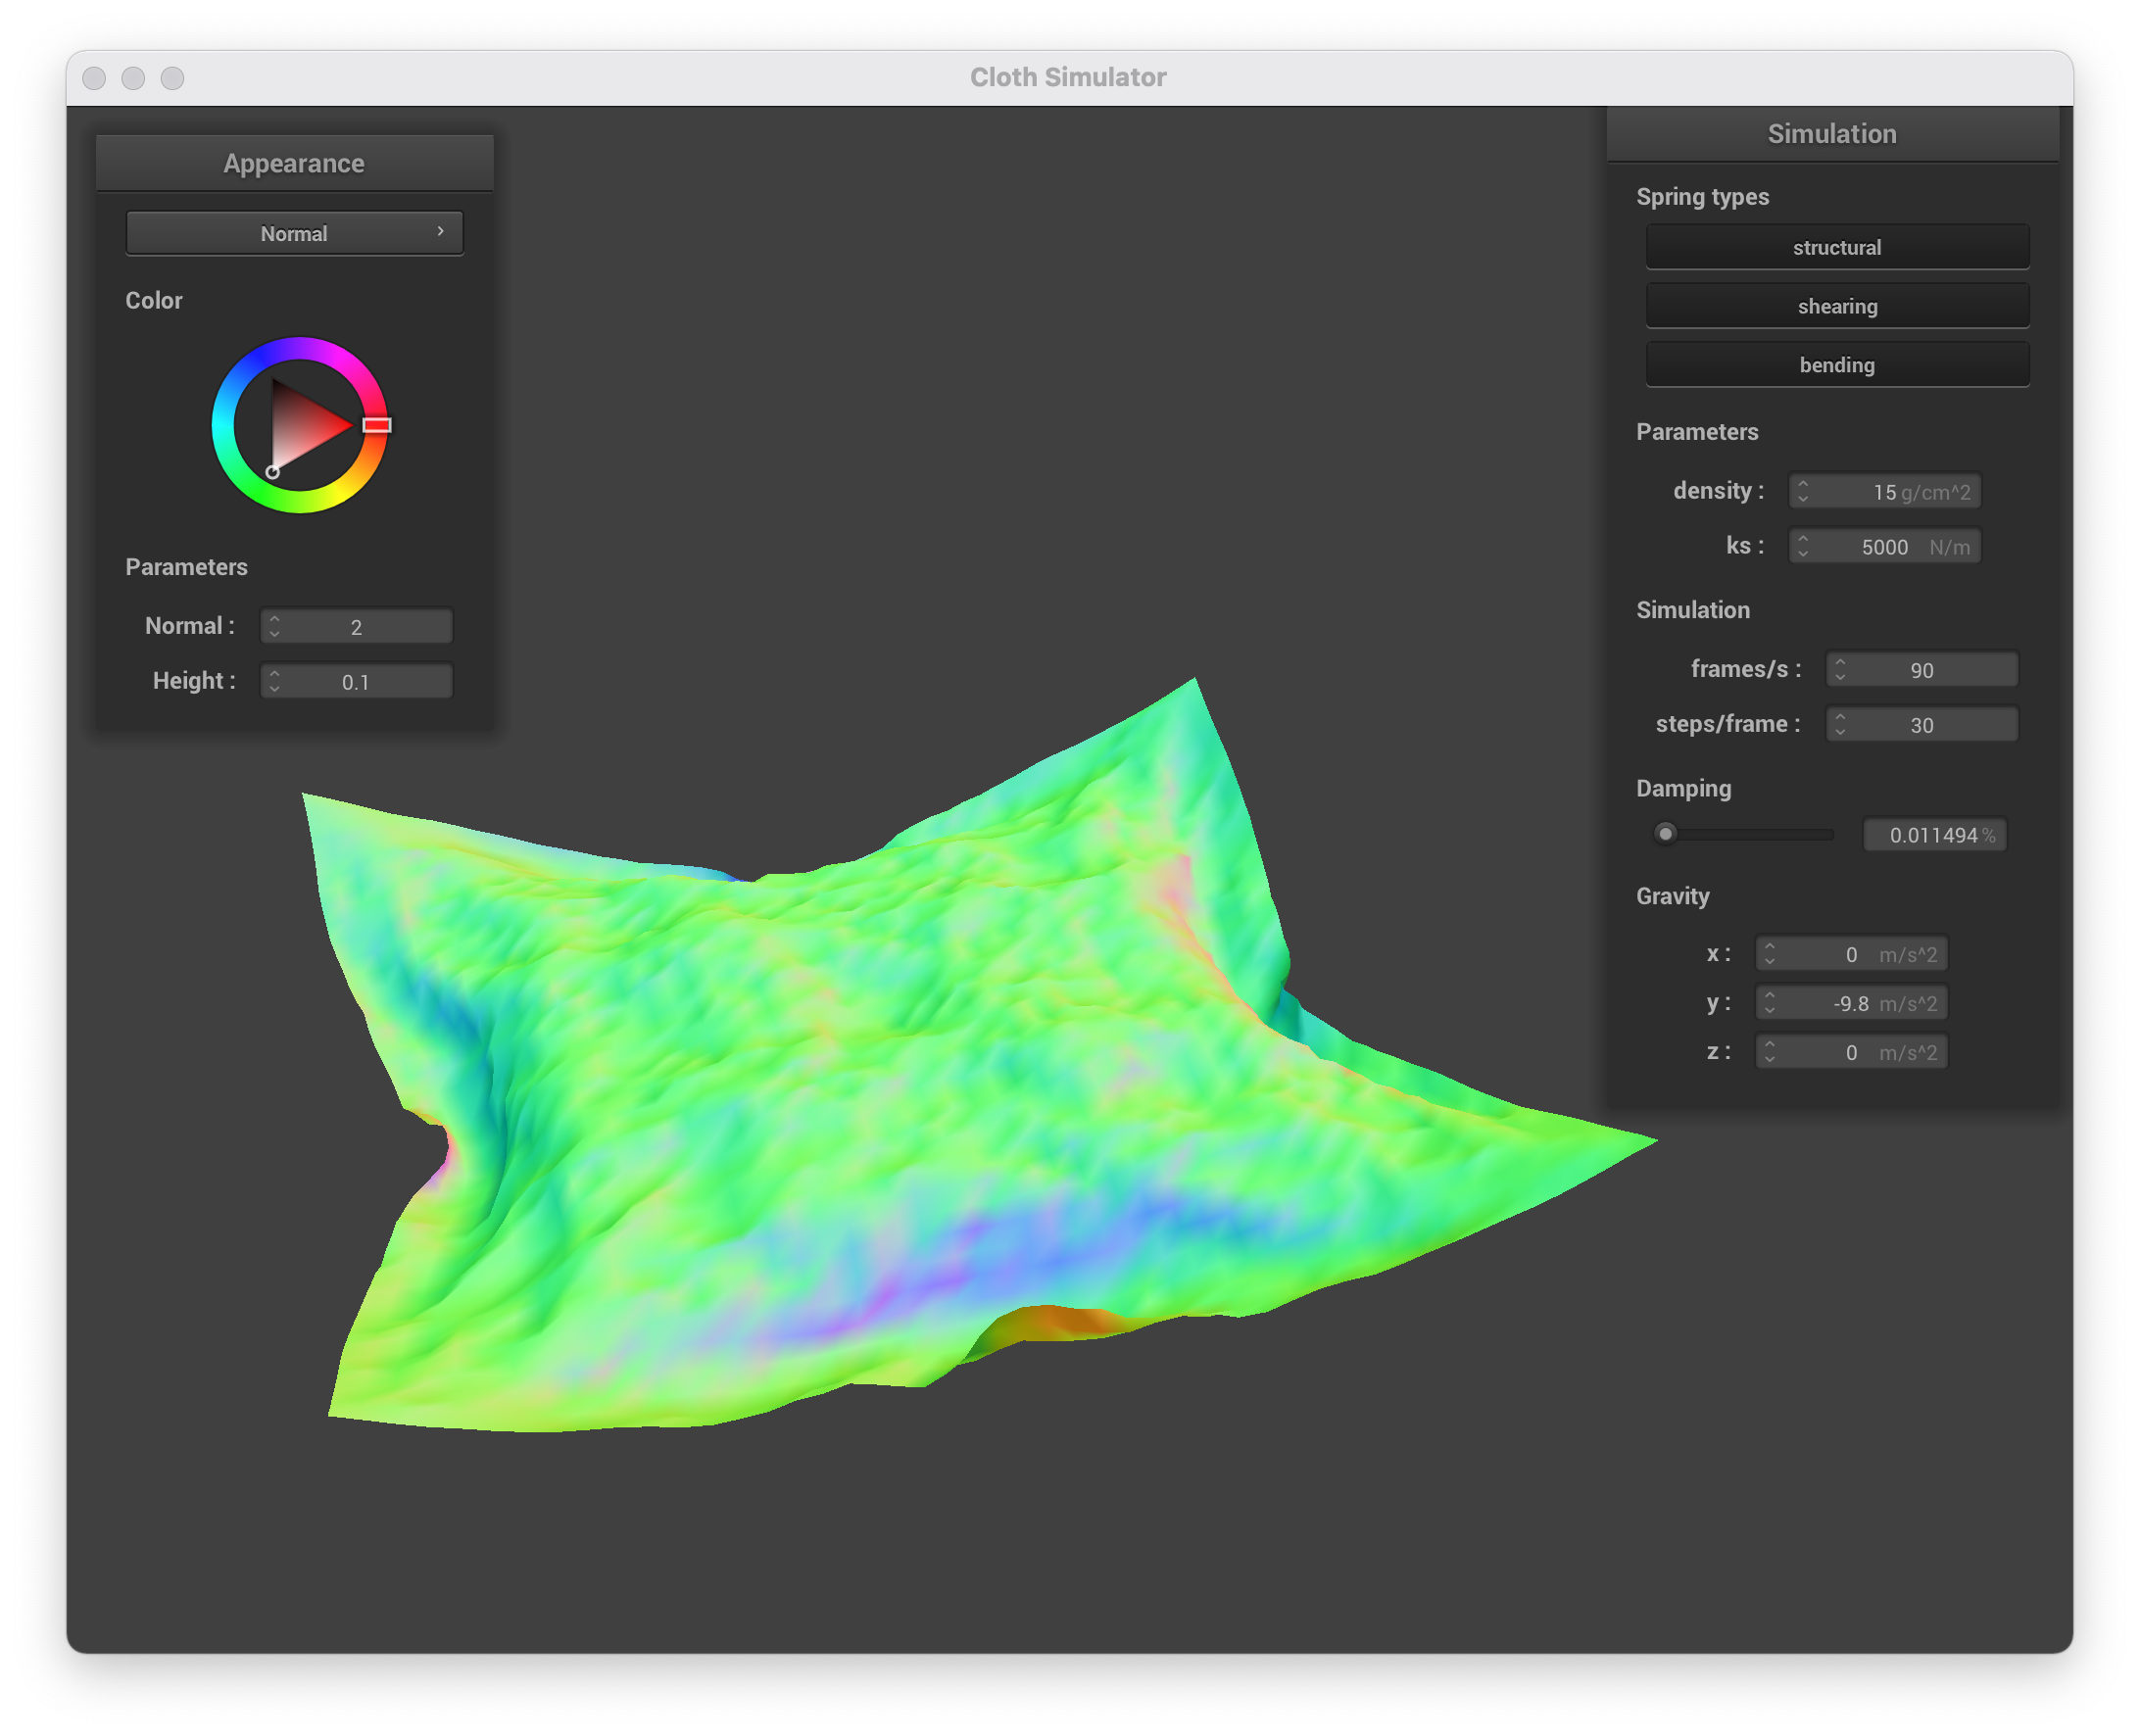 Cloth Simulator
Appearance
Normal
Color
Parameters
Normal : 2
Height : 0.1
Simulation
Spring types
structural
shearing
bending
Parameters
density : 15 g/cm^2
ks : 5000 N/m
Simulation
frames/s : 90
steps/frame : 30
Damping
0.011494 %
Gravity
x : 0 m/s^2
y : -9.8 m/s^2
z : 0 m/s^2